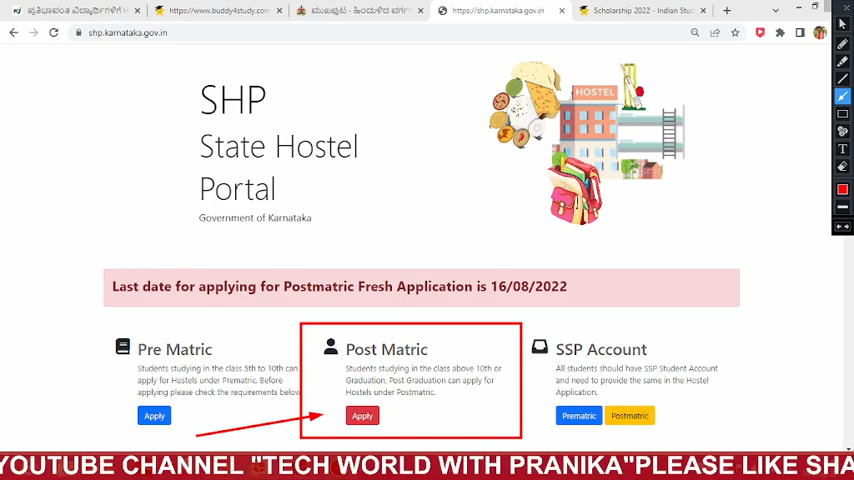 ಪ್ರತಿಭಾವಂತ ವಿದ್ಯಾರ್ಥಿಗಳಿಗೆ H
https://www.buddy4study.com
ಮುಖಪುಟ - ಹಿಂದುಳಿದ ವರ್ಗ
https://shp.karnataka.gov.in
Scholarship 2022 - Indian Stud
shp.karnataka.gov.in
SHP
State Hostel
Portal
Government of Karnataka
HOSTEL
Last date for applying for Postmatric Fresh Application is 16/08/2022
Pre Matric
Students studying in the class 5th to 10th can
apply for Hostels under Prematric. Before
applying please check the requirements below
Apply
Post Matric
Students studying in the class above 10th or
Graduation, Post Graduation can apply for
Hostels under Postmatric.
Apply
SSP Account
All students should have SSP Student Account
and need to provide the same in the Hostel
Application.
Prematric
Postmatric
YOUTUBE CHANNEL "TECH WORLD WITH PRANIKA"PLEASE LIKE SHA